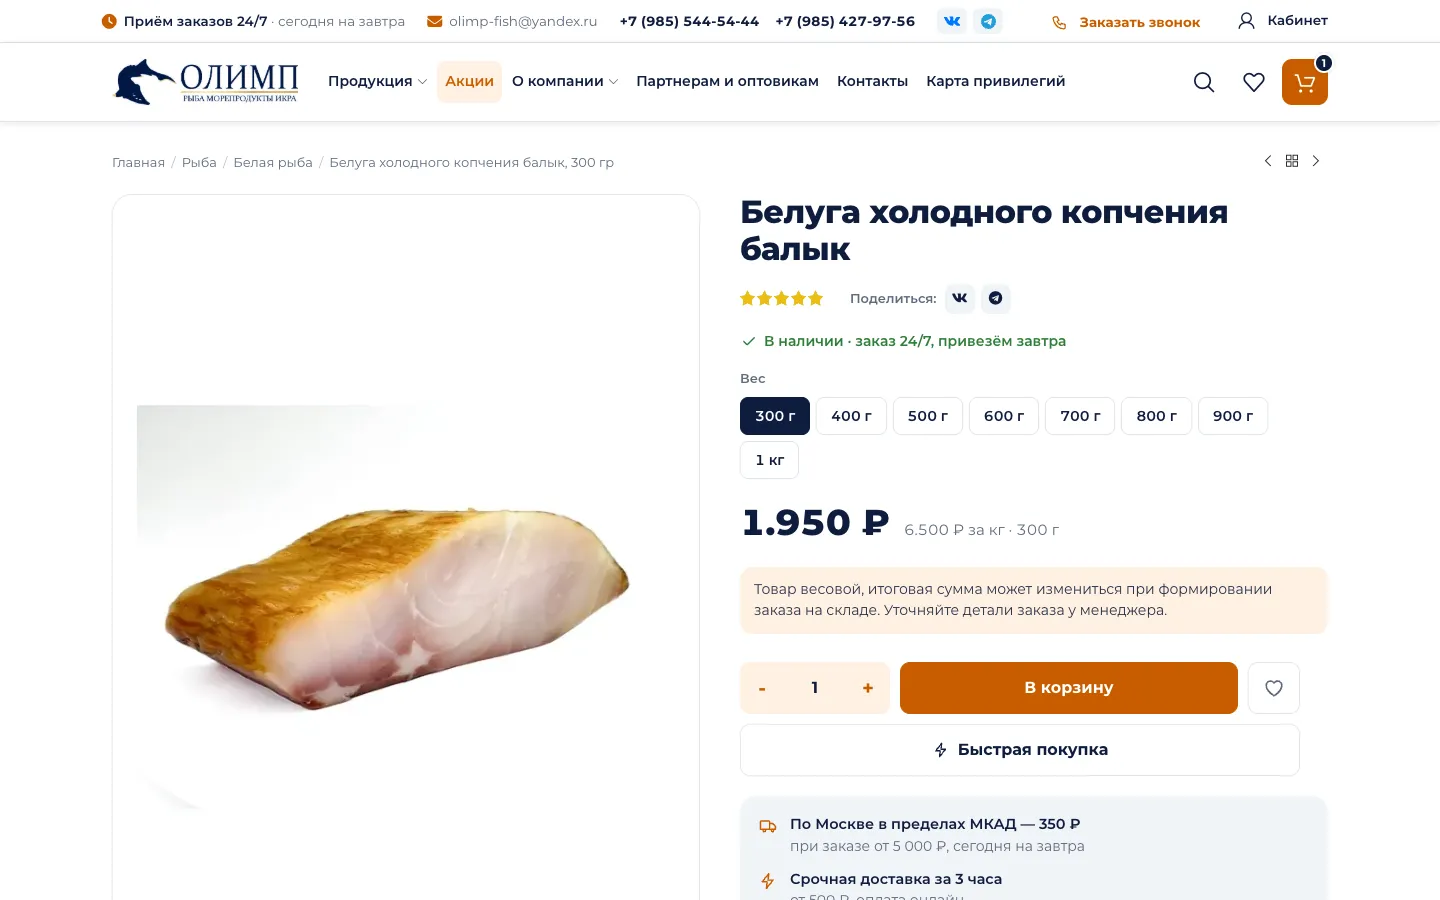 Приём заказов 24/7 · сегодня на завтра
olimp-fish@yandex.ru
+7 (985) 544-54-44
+7 (985) 427-97-56
Заказать звонок
Кабинет
ОЛИМП
РЫБА МОРЕПРОДУКТЫ ИКРА
Продукция
Акции
О компании
Партнерам и оптовикам
Контакты
Карта привилегий
1
Главная / Рыба / Белая рыба / Белуга холодного копчения балык, 300 гр
Белуга холодного копчения
балык
Поделиться:
В наличии · заказ 24/7, привезём завтра
Вес
300 г
400 г
500 г
600 г
700 г
800 г
900 г
1 кг
1.950 ₽
6.500 ₽ за кг · 300 г
Товар весовой, итоговая сумма может измениться при формировании
заказа на складе. Уточняйте детали заказа у менеджера.
- 1 +
В корзину
Быстрая покупка
По Москве в пределах МКАД — 350 ₽
при заказе от 5 000 ₽, сегодня на завтра
Срочная доставка за 3 часа
от 500 ₽, оплата онлайн